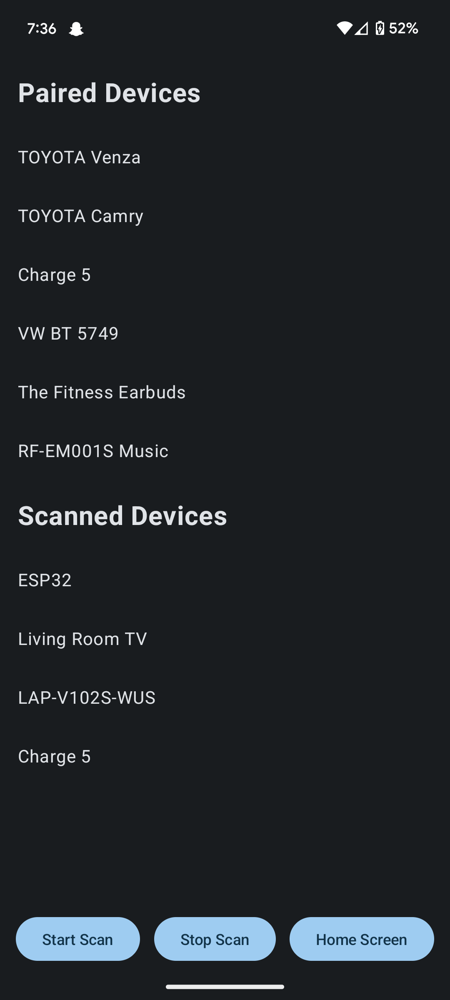 7:36
52%
Paired Devices
TOYOTA Venza
TOYOTA Camry
Charge 5
VW BT 5749
The Fitness Earbuds
RF-EM001S Music
Scanned Devices
ESP32
Living Room TV
LAP-V102S-WUS
Charge 5
Start Scan
Stop Scan
Home Screen